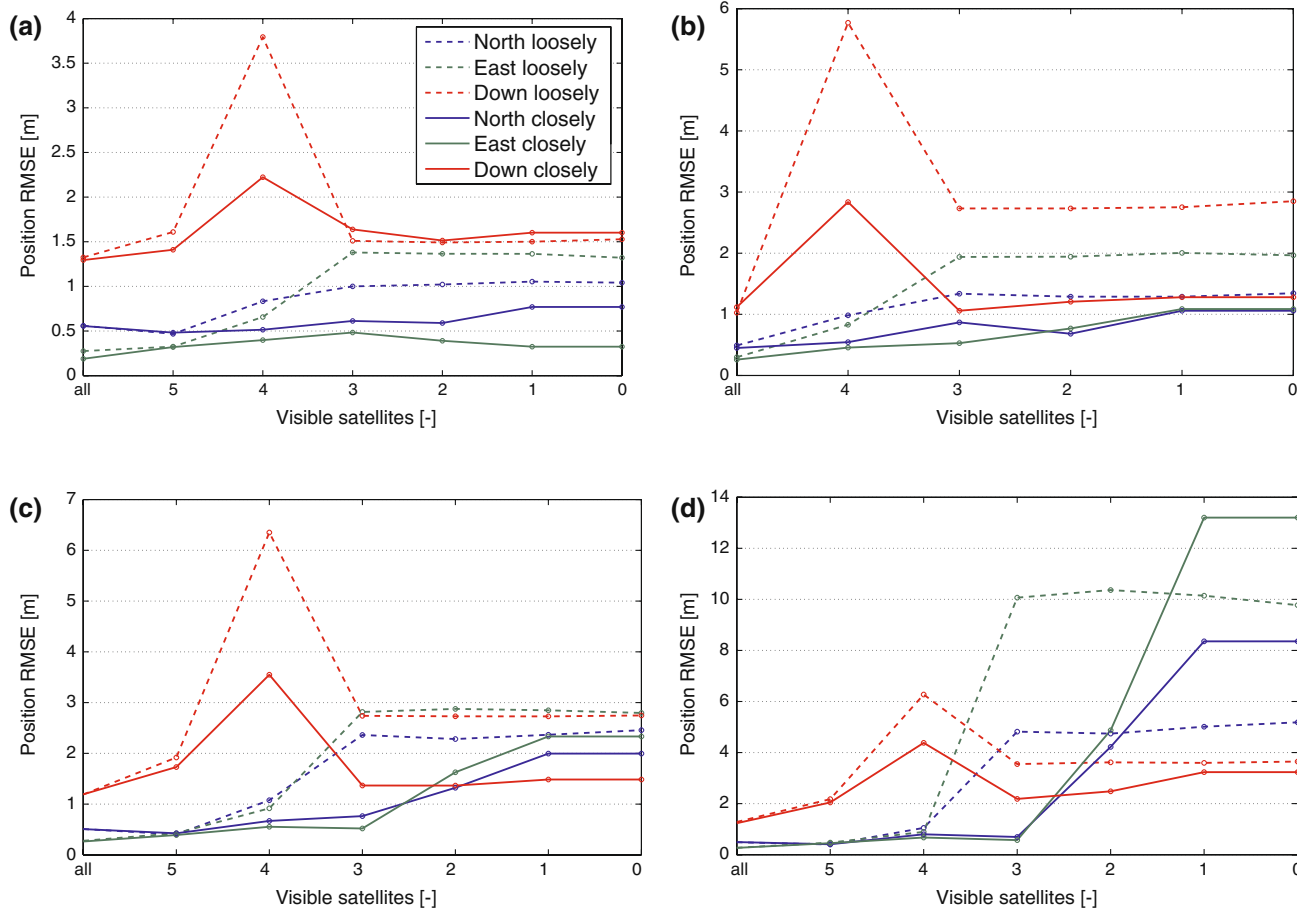 (a)
4
3.5
3
2.5
2
1.5
1
0.5
0
Position RMSE [m]
North loosely
East loosely
Down loosely
North closely
East closely
Down closely
all 5 4 3 2 1 0
Visible satellites [-]
(b)
6
5
4
3
2
1
0
Position RMSE [m]
all 4 3 2 1 0
Visible satellites [-]
(c)
7
6
5
4
3
2
1
0
Position RMSE [m]
all 5 4 3 2 1 0
Visible satellites [-]
(d)
14
12
10
8
6
4
2
0
Position RMSE [m]
all 5 4 3 2 1 0
Visible satellites [-]